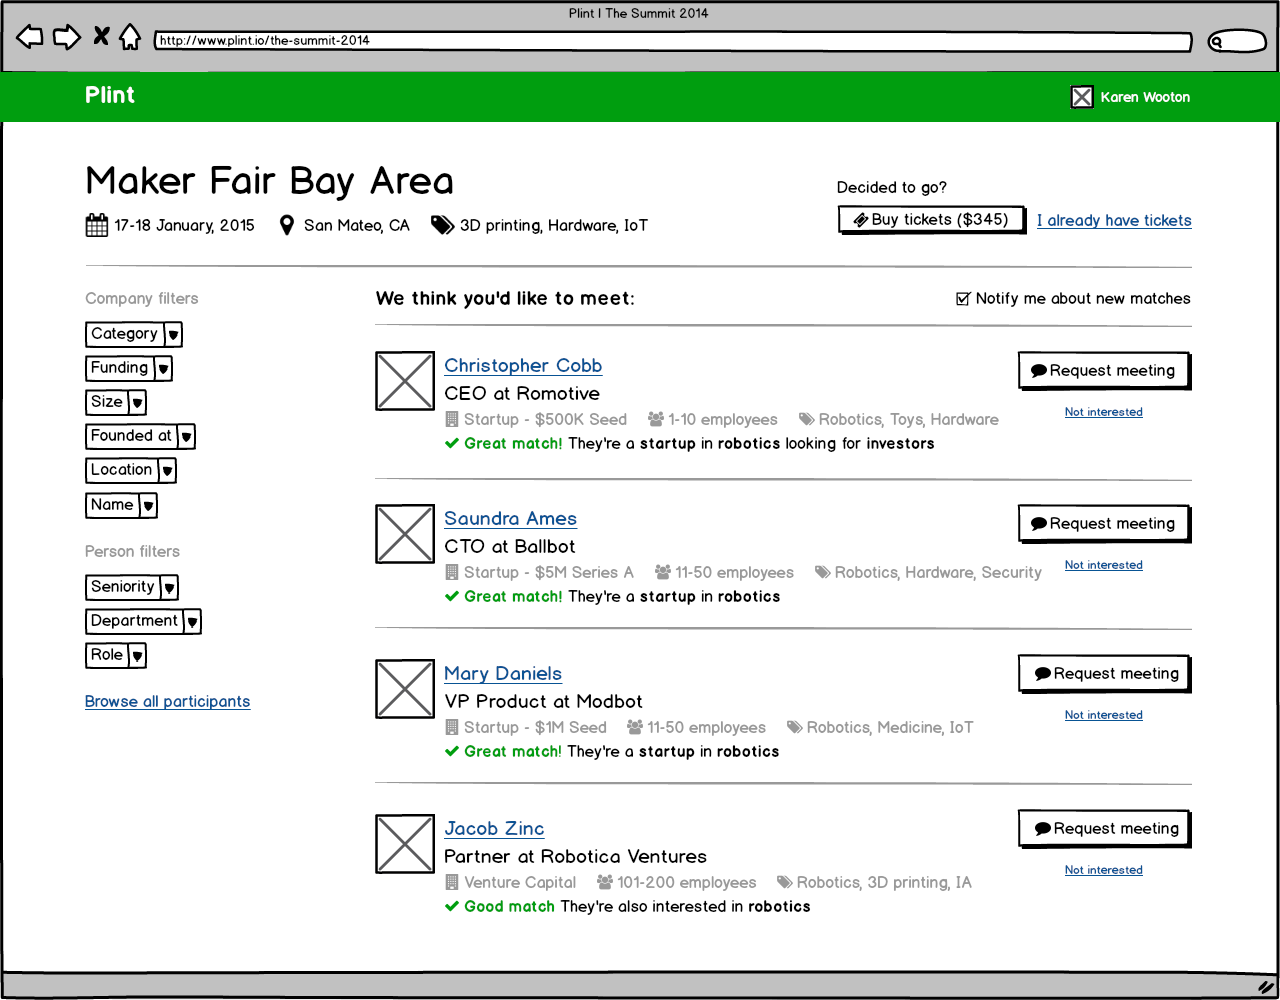 Plint | The Summit 2014
http://www.plint.io/the-summit-2014
Plint
Karen Wooton
Maker Fair Bay Area
17-18 January, 2015 San Mateo, CA 3D printing, Hardware, IoT
Decided to go?
Buy tickets ($345) I already have tickets
Company filters
Category
Funding
Size
Founded at
Location
Name
Person filters
Seniority
Department
Role
Browse all participants
We think you'd like to meet:
Notify me about new matches
Christopher Cobb
CEO at Romotive
Startup - $500K Seed 1-10 employees Robotics, Toys, Hardware
Great match! They're a startup in robotics looking for investors
Request meeting
Not interested
Saundra Ames
CTO at Ballbot
Startup - $5M Series A 11-50 employees Robotics, Hardware, Security
Great match! They're a startup in robotics
Request meeting
Not interested
Mary Daniels
VP Product at Modbot
Startup - $1M Seed 11-50 employees Robotics, Medicine, IoT
Great match! They're a startup in robotics
Request meeting
Not interested
Jacob Zinc
Partner at Robotica Ventures
Venture Capital 101-200 employees Robotics, 3D printing, IA
Good match They're also interested in robotics
Request meeting
Not interested